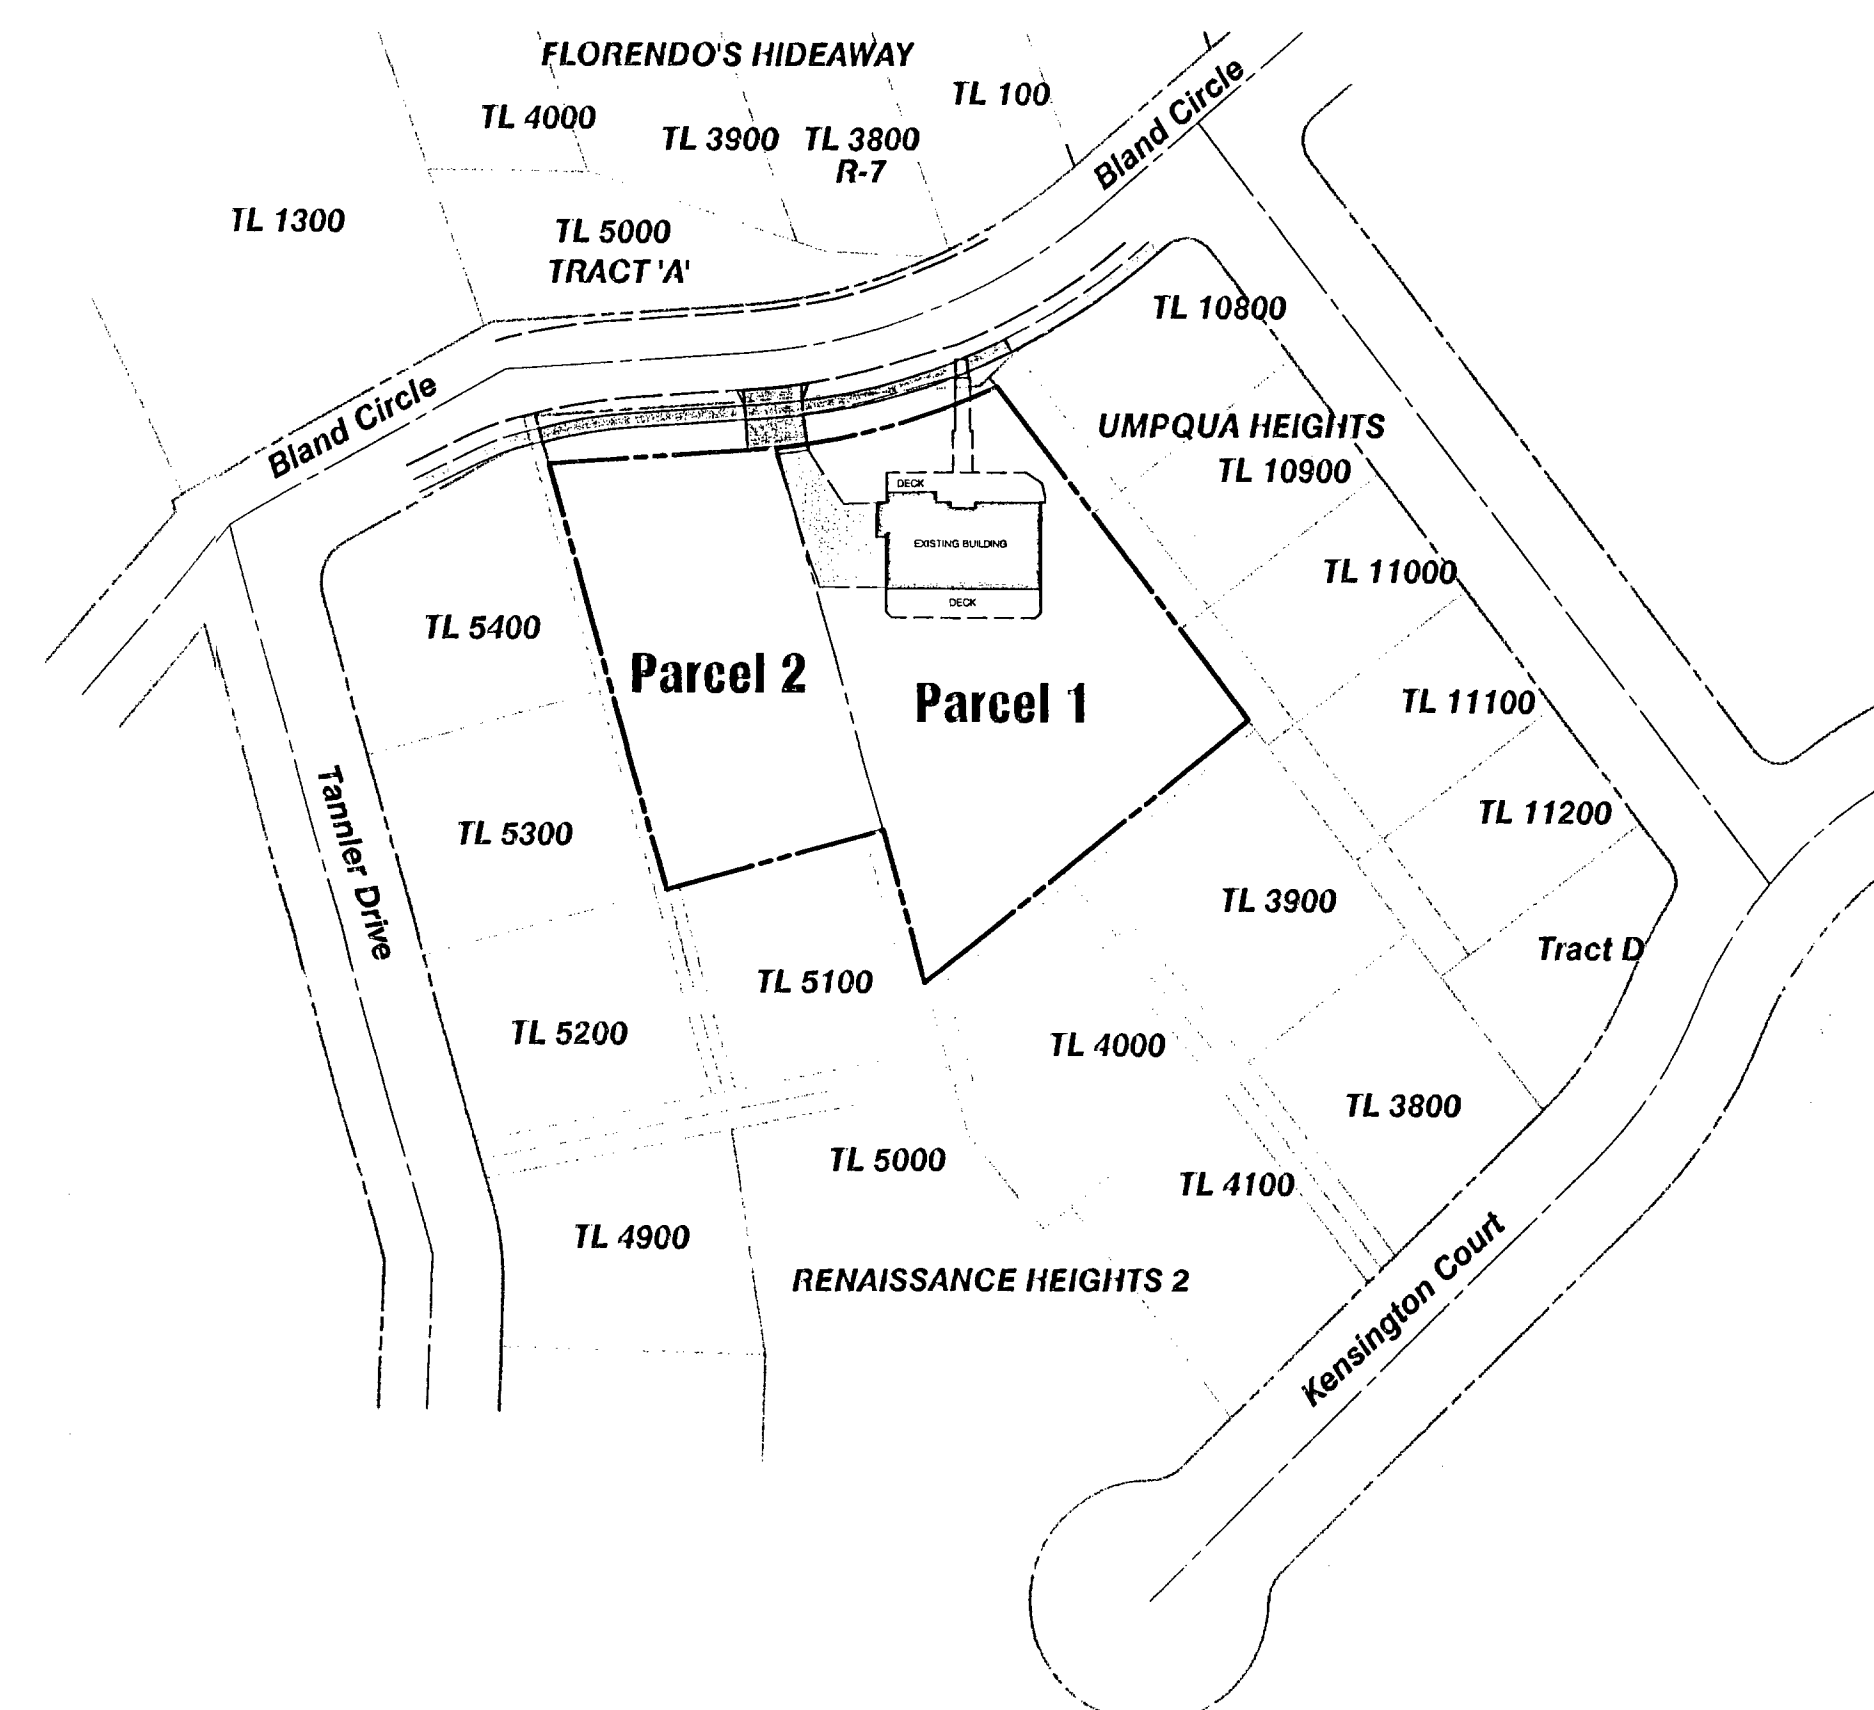 FLORENDO'S HIDEAWAY
TL 4000
TL 3900
TL 3800
R-7
TL 100
Bland Circle
TL 1300
TL 5000
TRACT 'A'
TL 10800
Bland Circle
UMPQUA HEIGHTS
TL 10900
DECK
EXISTING BUILDING
DECK
TL 11000
TL 5400
Parcel 2
Parcel 1
TL 11100
Tannler Drive
TL 5300
TL 11200
TL 3900
Tract D
TL 5100
TL 5200
TL 4000
TL 3800
TL 5000
TL 4100
TL 4900
RENAISSANCE HEIGHTS 2
Kensington Court